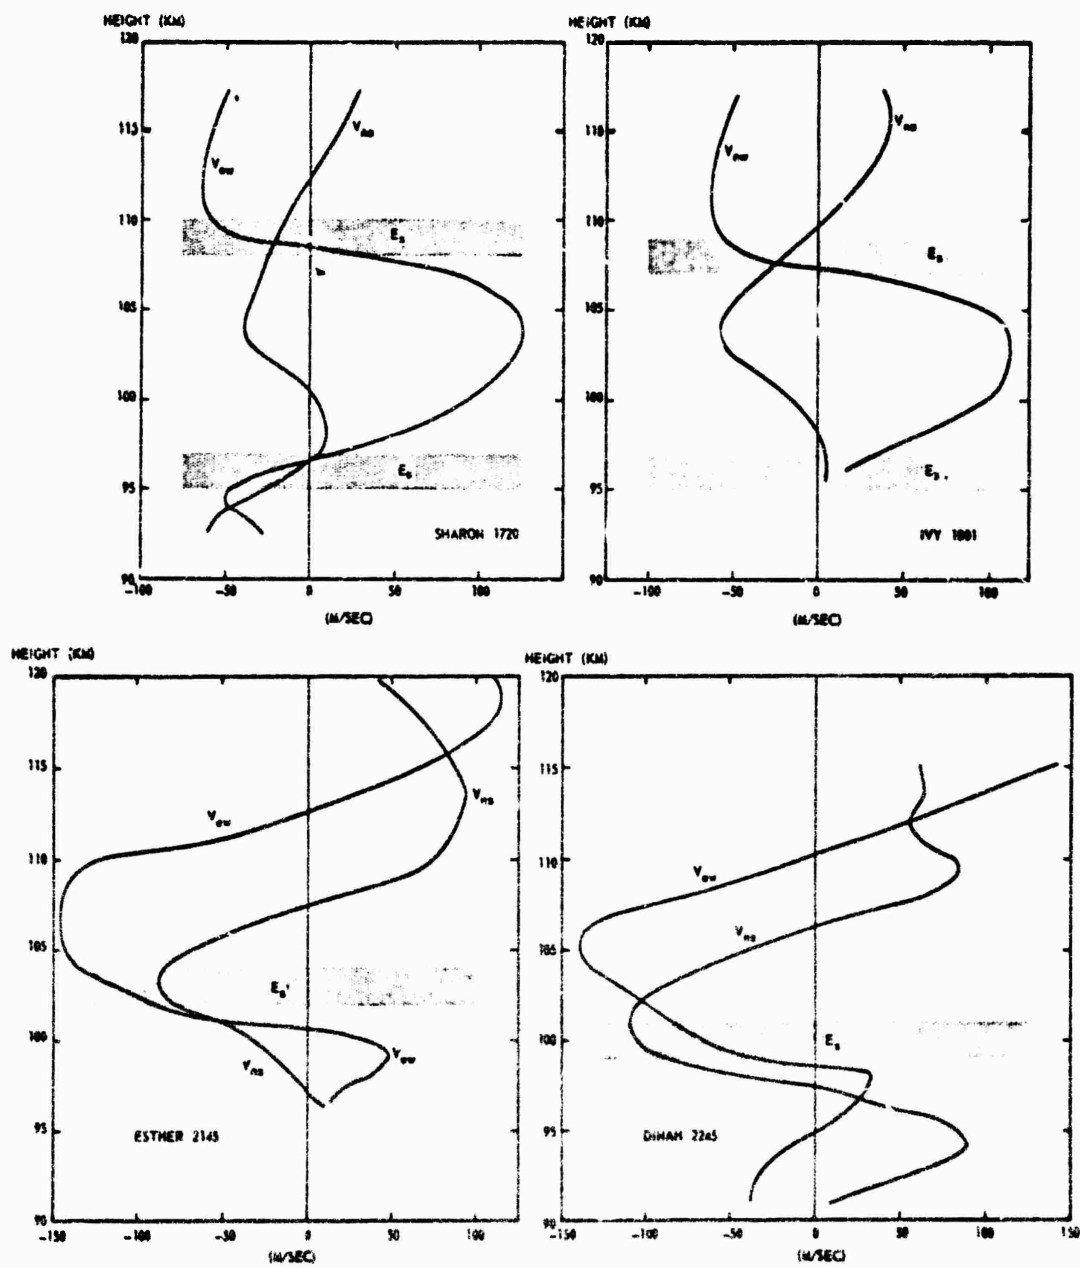 HEIGHT (KM)
120
115
110
105
100
95
90
V_ew
V_ns
E_s
E_s
SHARON 1720
-100 -50 0 50 100
(M/SEC)
HEIGHT (KM)
120
115
110
105
100
95
90
V_ew
V_ns
E_s
E_s
IVY 1801
-100 -50 0 50 100
(M/SEC)
HEIGHT (KM)
120
115
110
105
100
95
90
V_ew
V_ns
E_s
V_ns
V_ew
ESTHER 2145
-150 -100 -50 0 50 100
(M/SEC)
HEIGHT (KM)
120
115
110
105
100
95
90
V_ew
V_ns
E_s
DINAH 2245
-150 -100 -50 0 50 100 150
(M/SEC)